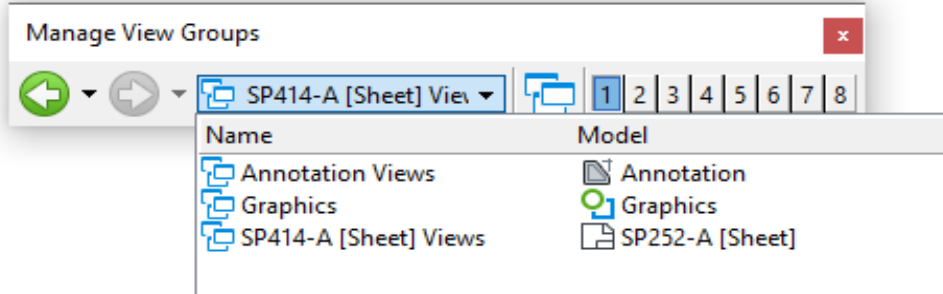 Manage View Groups
x
SP414-A [Sheet] Viev 1 2 3 4 5 6 7 8
Name Model
Annotation Views Annotation
Graphics Graphics
SP414-A [Sheet] Views SP252-A [Sheet]